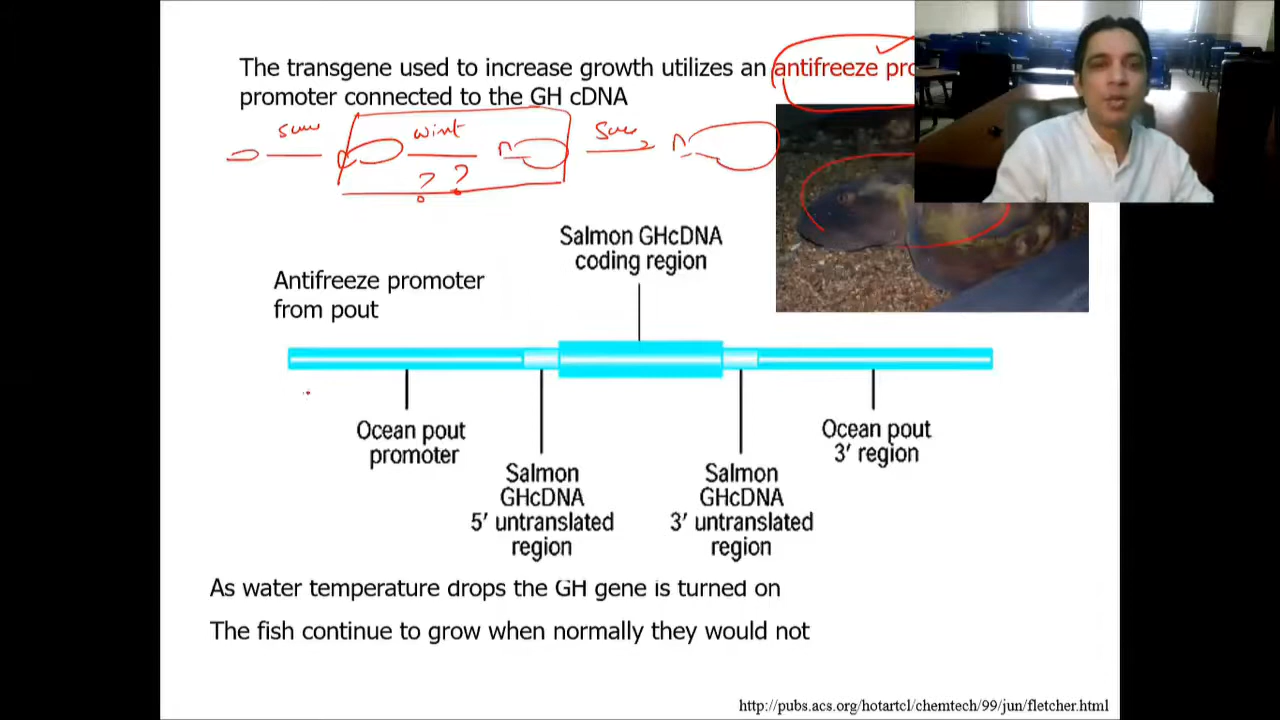 The transgene used to increase growth utilizes an antifreeze pro
promoter connected to the GH cDNA
wint
? ?
Salmon GHcDNA
coding region
Antifreeze promoter
from pout
Ocean pout
promoter
Salmon
GHcDNA
5′ untranslated
region
Salmon
GHcDNA
3′ untranslated
region
Ocean pout
3′ region
As water temperature drops the GH gene is turned on
The fish continue to grow when normally they would not
http://pubs.acs.org/hotartcl/chemtech/99/jun/fletcher.html